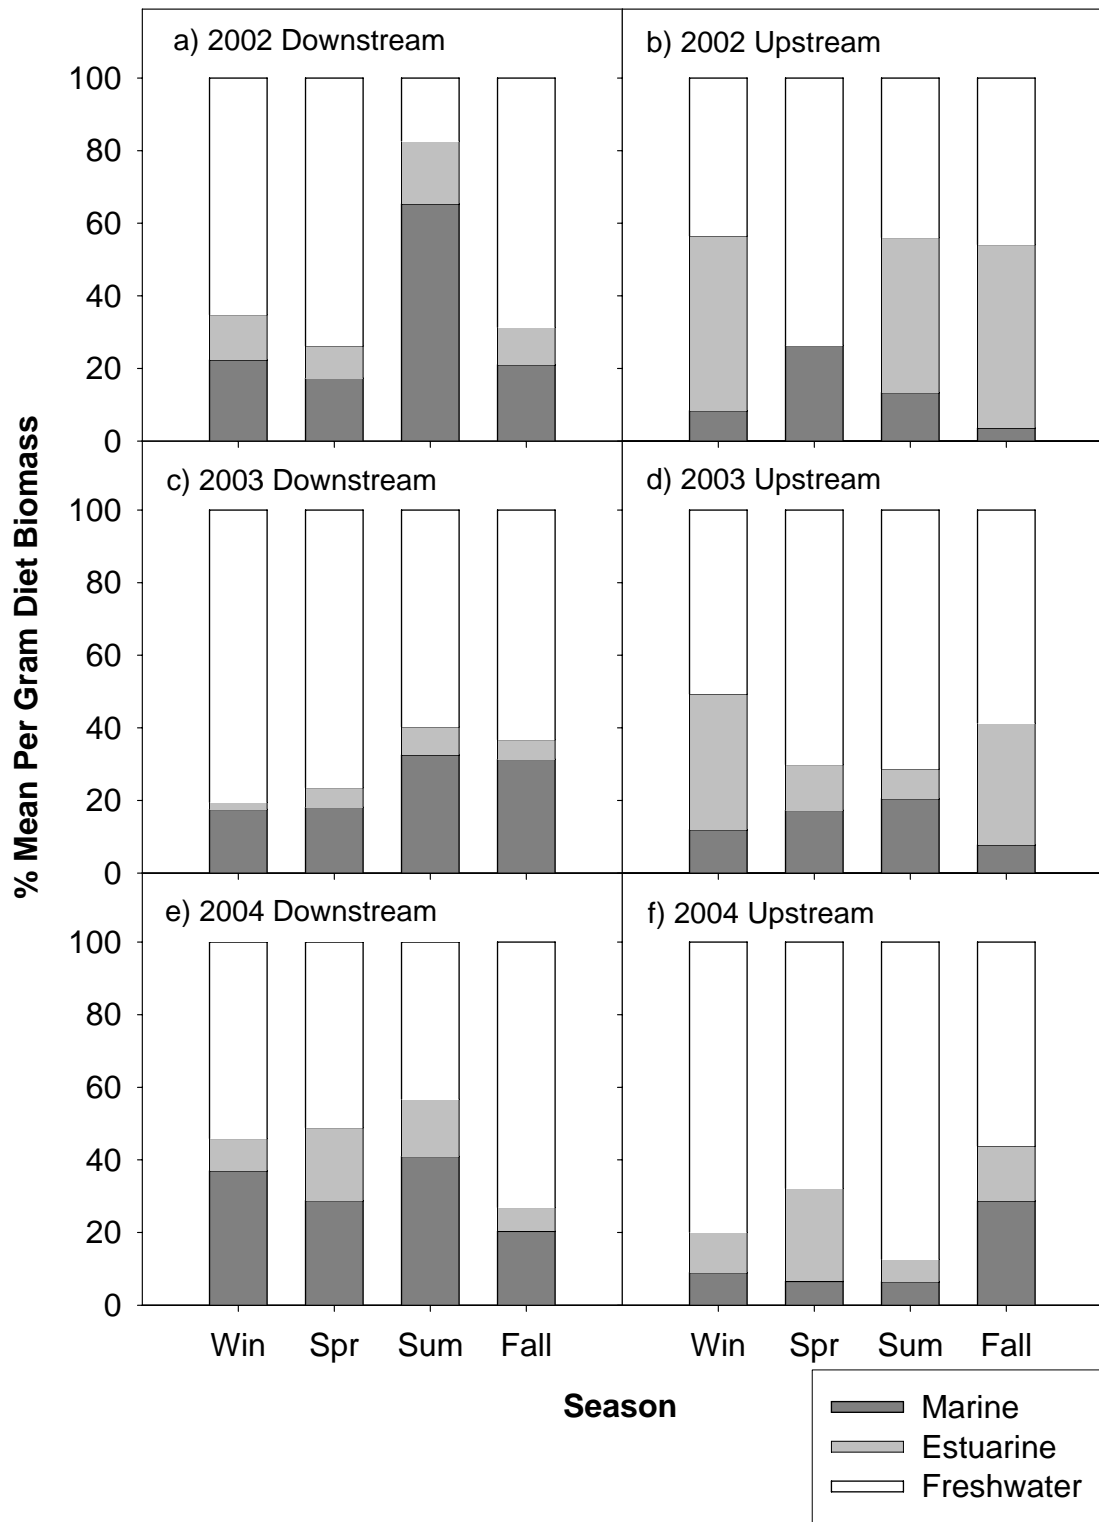 a) 2002 Downstream
b) 2002 Upstream
100
80
60
40
20
0
c) 2003 Downstream
d) 2003 Upstream
100
80
60
40
20
0
e) 2004 Downstream
f) 2004 Upstream
100
80
60
40
20
0
% Mean Per Gram Diet Biomass
Win Spr Sum Fall
Win Spr Sum Fall
Season
Marine
Estuarine
Freshwater